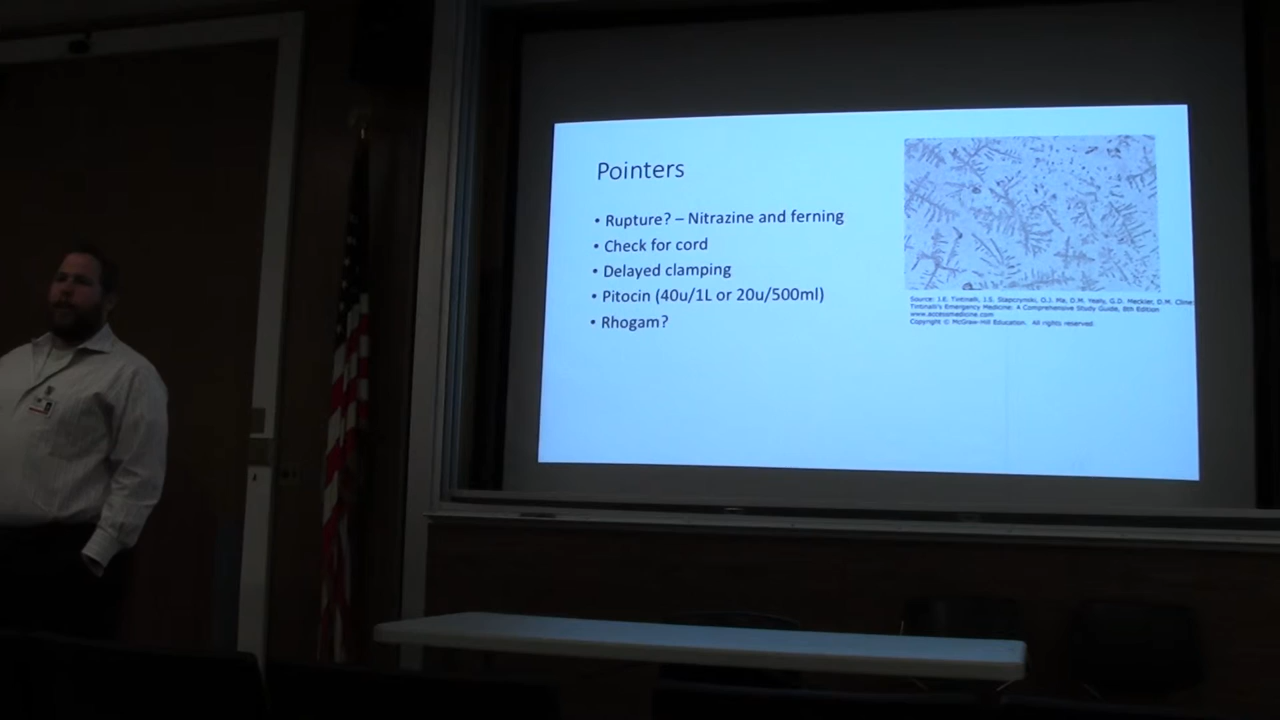 Pointers
• Rupture? – Nitrazine and ferning
• Check for cord
• Delayed clamping
• Pitocin (40u/1L or 20u/500ml)
• Rhogam?
Source: J.E. Tintinalli, J.S. Stapczynski, O.J. Ma, D.M. Yealy, G.D. Meckler, D.M. Cline:
Tintinalli's Emergency Medicine: A Comprehensive Study Guide, 8th Edition
www.accessmedicine.com
Copyright © McGraw-Hill Education. All rights reserved.